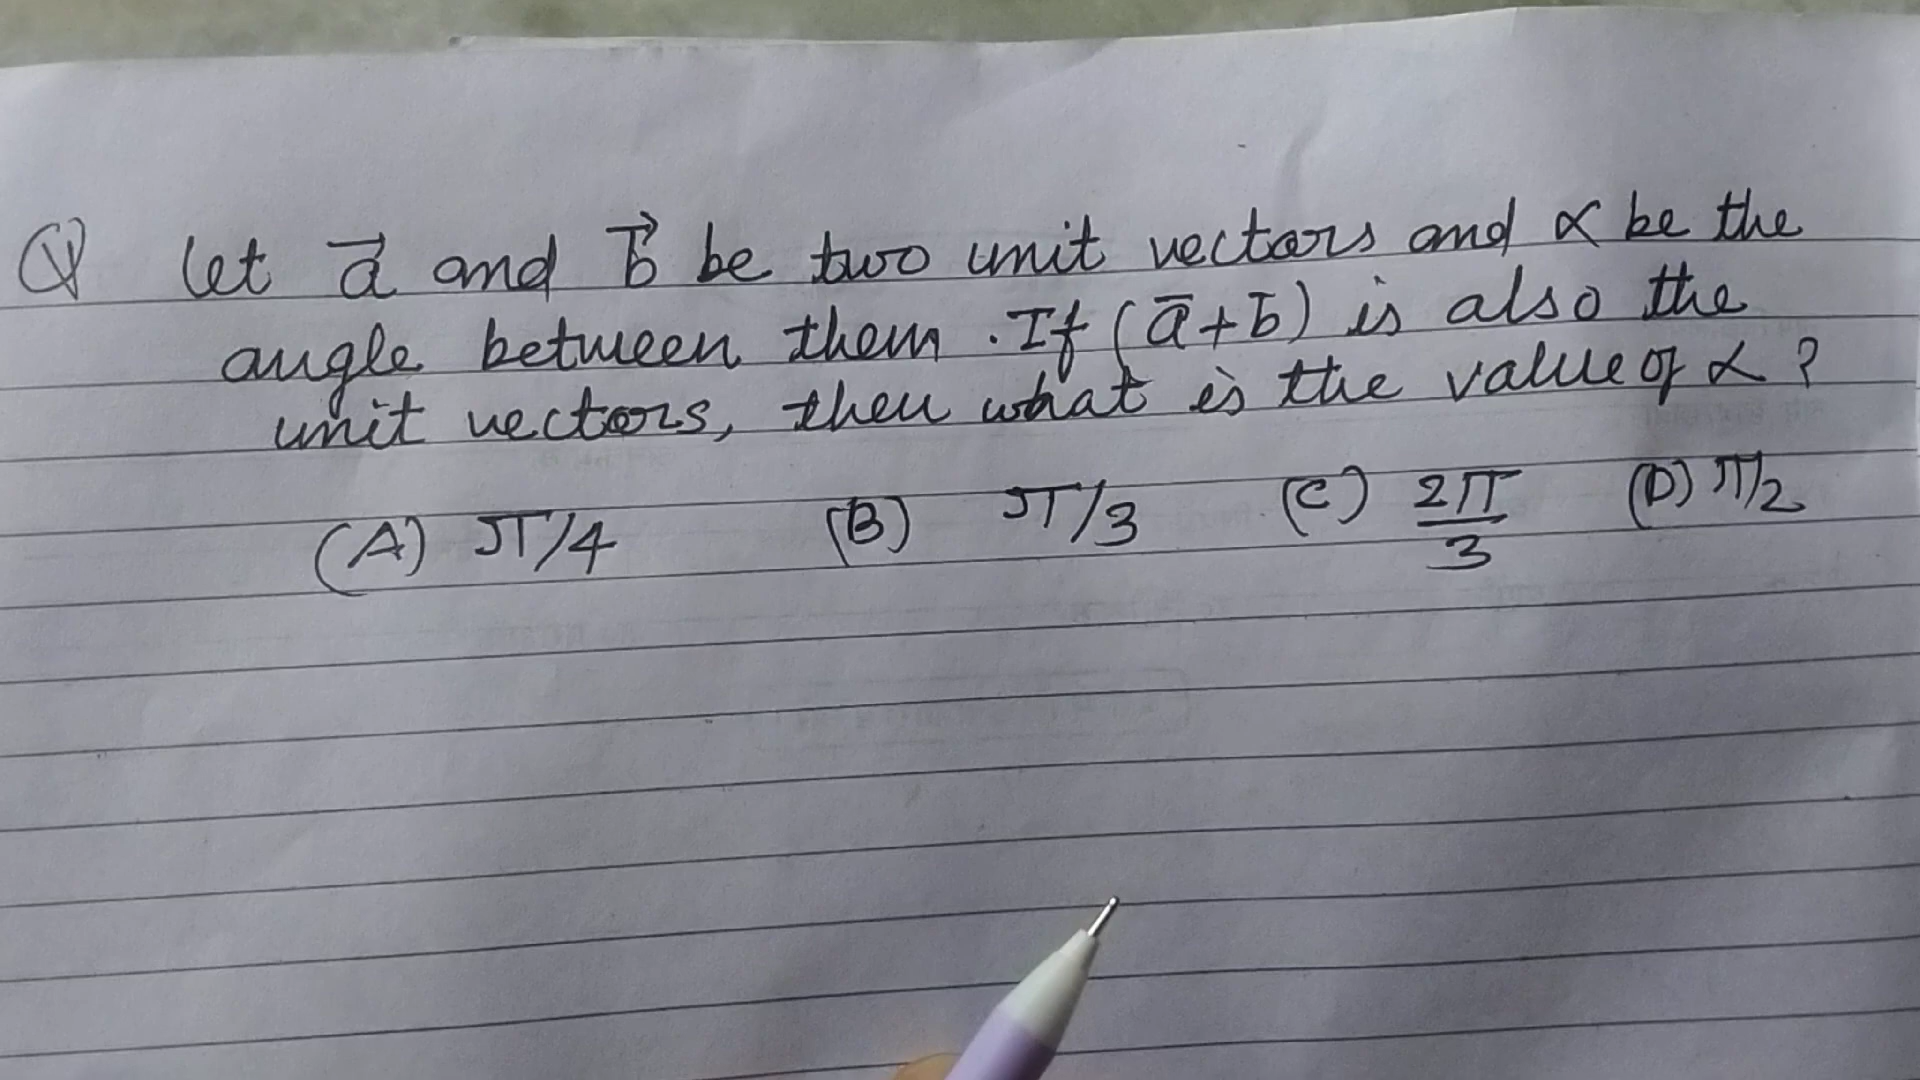 Q Let a⃗ and b⃗ be two unit vectors and ∝ be the
angle between them. If (a̅+b̅) is also the
unit vectors, then what is the value of ∝?
(A) π/4 (B) π/3 (C) 2π/3 (D) π/2